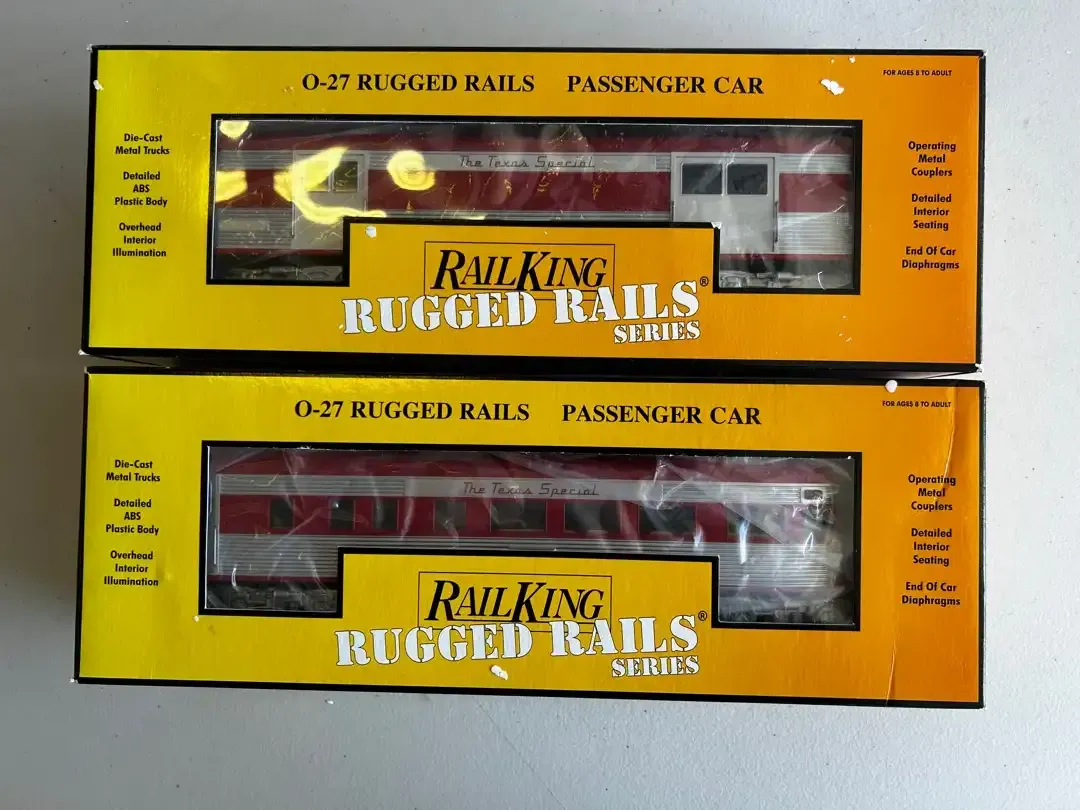 O-27 RUGGED RAILS PASSENGER CAR
FOR AGES 8 TO ADULT
Die-Cast
Metal Trucks
Detailed
ABS
Plastic Body
Overhead
Interior
Illumination
The Texas Special
Operating
Metal
Couplers
Detailed
Interior
Seating
End Of Car
Diaphragms
RAILKING
RUGGED RAILS®
SERIES
O-27 RUGGED RAILS PASSENGER CAR
FOR AGES 8 TO ADULT
Die-Cast
Metal Trucks
Detailed
ABS
Plastic Body
Overhead
Interior
Illumination
The Texas Special
Operating
Metal
Couplers
Detailed
Interior
Seating
End Of Car
Diaphragms
RAILKING
RUGGED RAILS®
SERIES